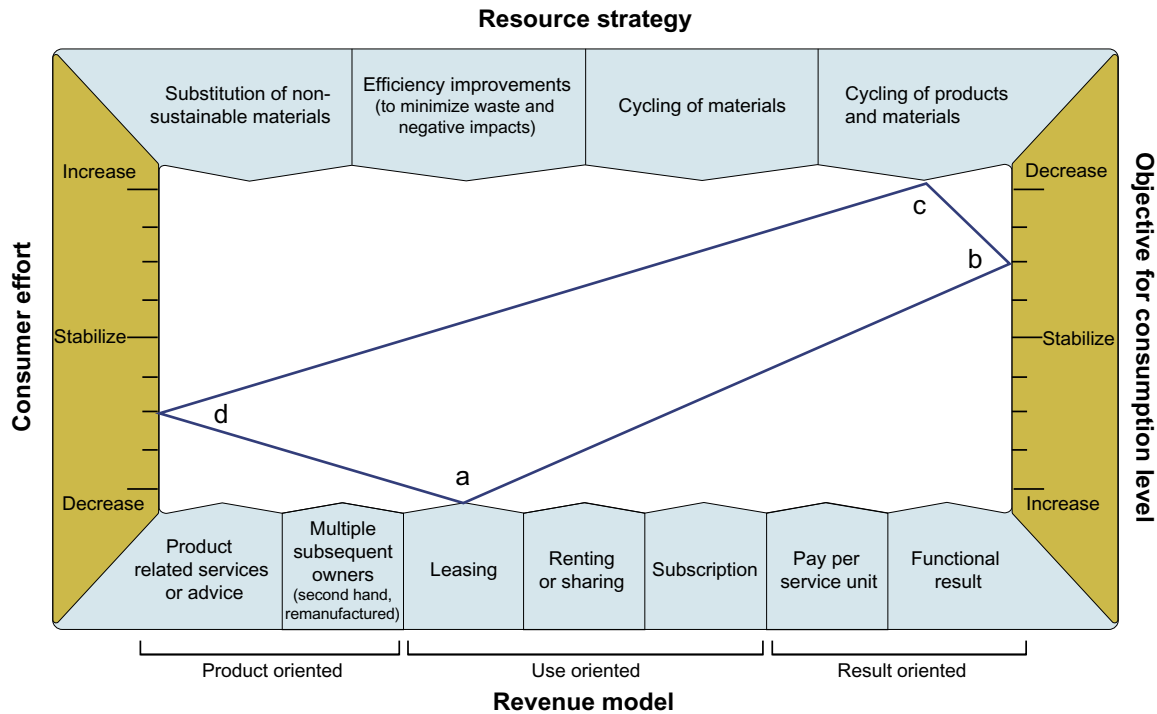 Resource strategy
Substitution of non-
sustainable materials
Efficiency improvements
(to minimize waste and
negative impacts)
Cycling of materials
Cycling of products
and materials
Consumer effort
Increase
Stabilize
Decrease
Objective for consumption level
Decrease
Stabilize
Increase
c
b
d
a
Product
related services
or advice
Multiple
subsequent
owners
(second hand,
remanufactured)
Leasing
Renting
or sharing
Subscription
Pay per
service unit
Functional
result
Product oriented
Use oriented
Result oriented
Revenue model